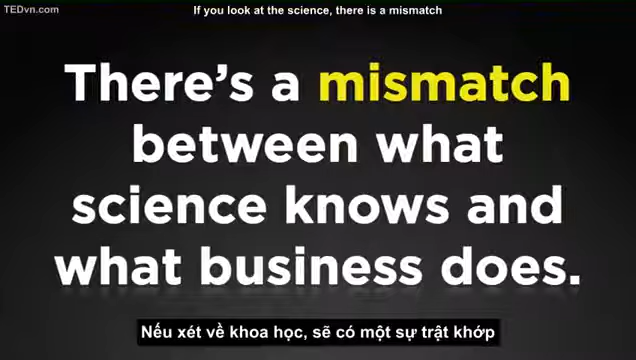 TEDvn.com
If you look at the science, there is a mismatch
There's a mismatch
between what
science knows and
what business does.
Nếu xét về khoa học, sẽ có một sự trật khớp